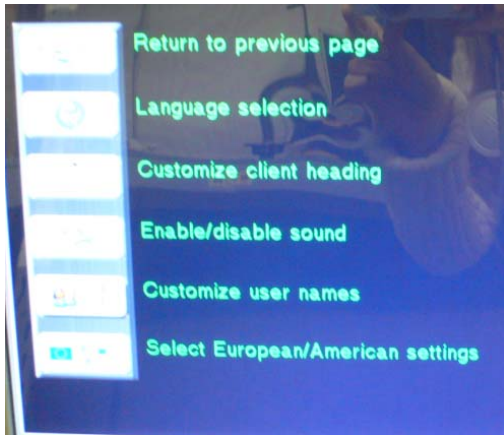 Return to previous page
Language selection
Customize client heading
Enable/disable sound
Customize user names
Select European/American settings